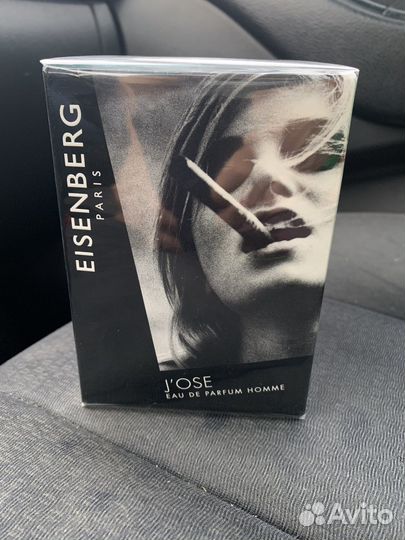 EISENBERG
PARIS
J'OSE
EAU DE PARFUM HOMME
Avito